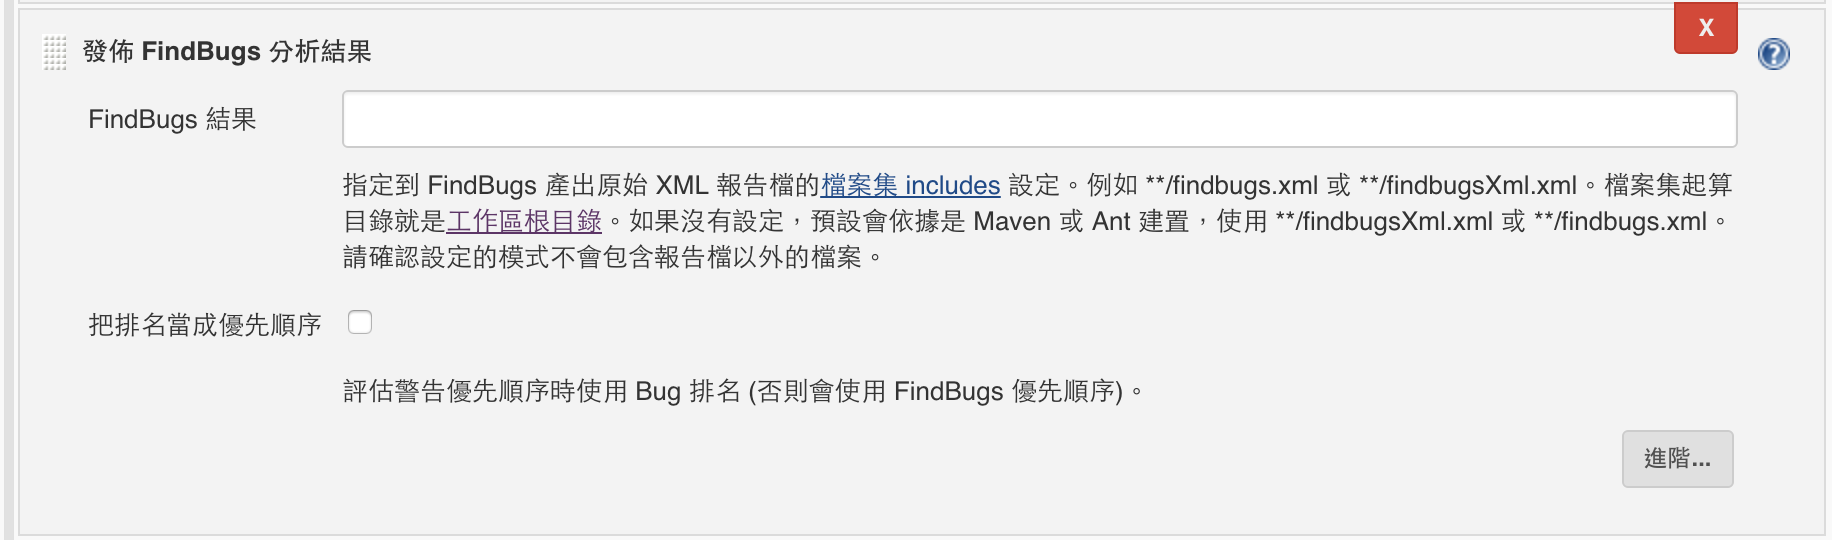 X
發佈 FindBugs 分析結果
?
FindBugs 結果
指定到 FindBugs 產出原始 XML 報告檔的檔案集 includes 設定。例如 **/findbugs.xml 或 **/findbugsXml.xml。檔案集起算
目錄就是工作區根目錄。如果沒有設定，預設會依據是 Maven 或 Ant 建置，使用 **/findbugsXml.xml 或 **/findbugs.xml。
請確認設定的模式不會包含報告檔以外的檔案。
把排名當成優先順序
評估警告優先順序時使用 Bug 排名 (否則會使用 FindBugs 優先順序)。
進階...